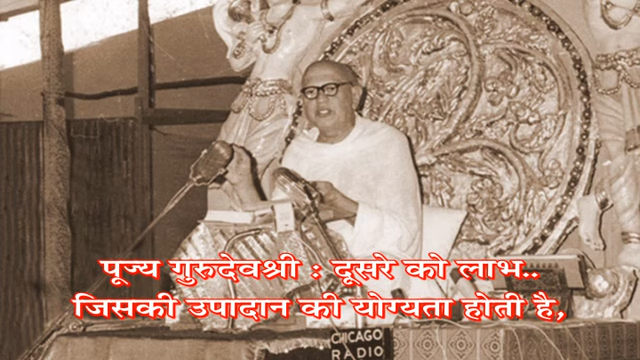 पूज्य गुरुदेवश्री : दूसरे को लाभ..
जिसकी उपादान की योग्यता होती है,
CHICAGO
RADIO